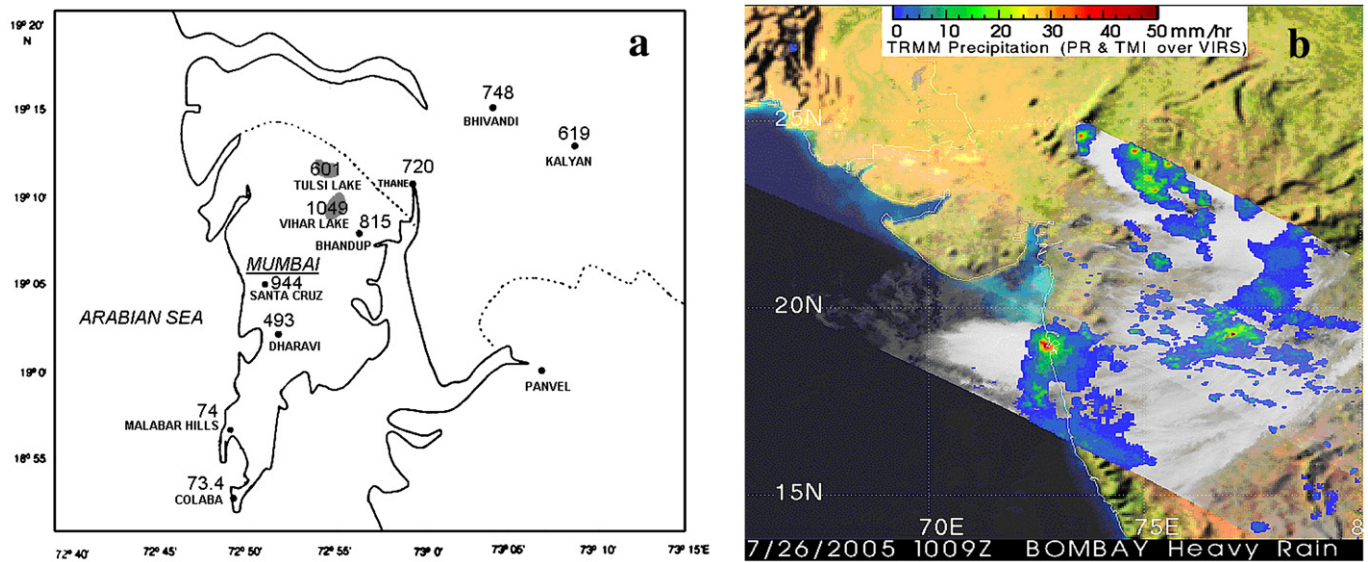 19° 20'
N
a
19° 15'
748
BHIVANDI
619
KALYAN
601
TULSI LAKE
THANE
720
19° 10'
1049
VIHAR LAKE
815
BHANDUP
MUMBAI
944
SANTA CRUZ
19° 05'
ARABIAN SEA
493
DHARAVI
19° 0'
PANVEL
74
MALABAR HILLS
18° 55'
73.4
COLABA
72° 40' 72° 45' 72° 50' 72° 55' 73° 0' 73° 05' 73° 10' 73° 15'E
0 10 20 30 40 50 mm/hr
TRMM Precipitation (PR & TMI over VIRS)
b
25N
20N
15N
70E 75E 8
7/26/2005 1009Z BOMBAY Heavy Rain